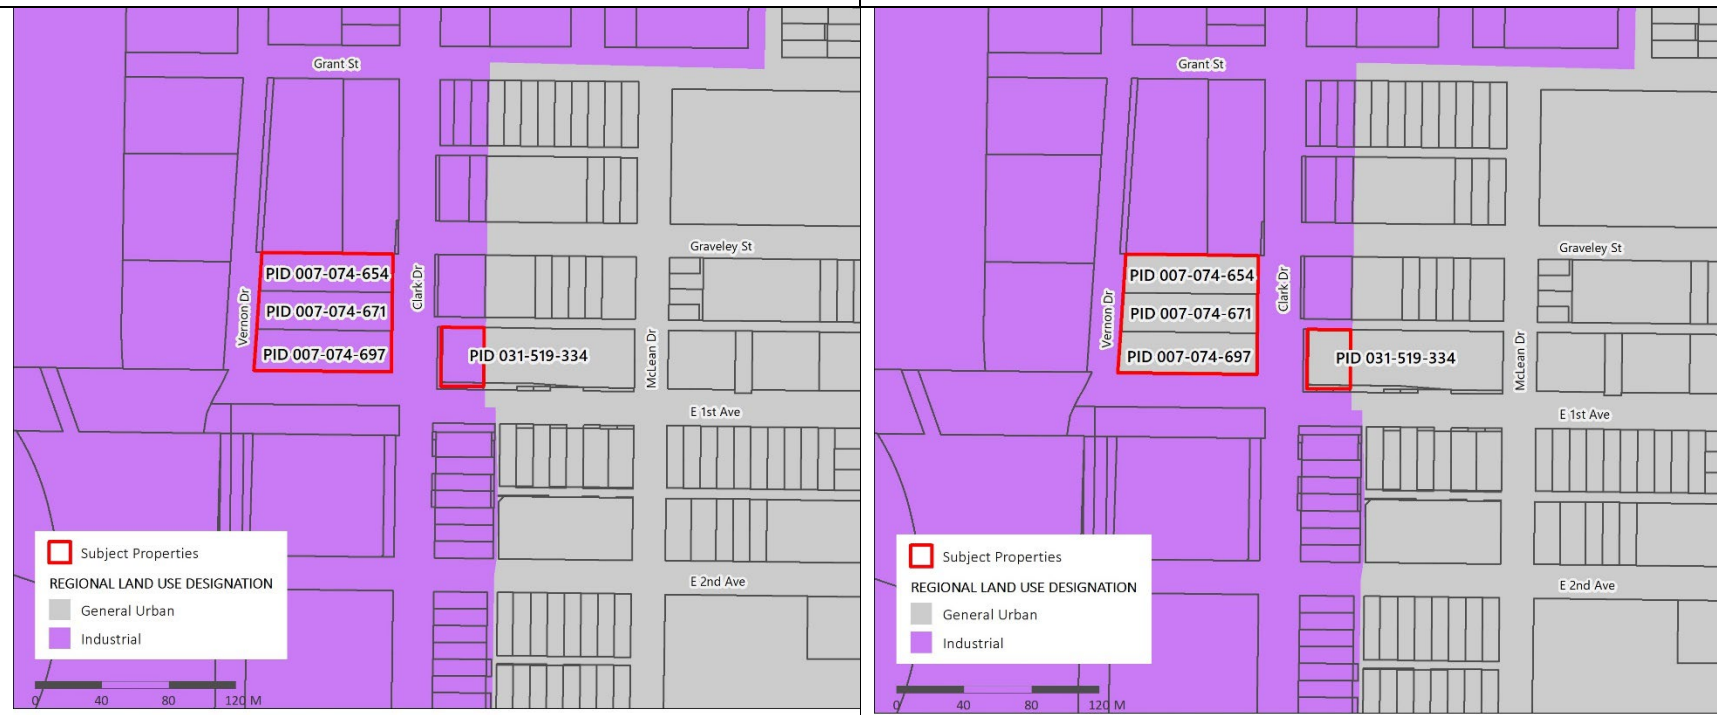 Grant St
Graveley St
PID 007-074-654
Clark Dr
Vernon Dr
PID 007-074-671
PID 007-074-697
PID 031-519-334
McLean Dr
E 1st Ave
E 2nd Ave
Subject Properties
REGIONAL LAND USE DESIGNATION
General Urban
Industrial
0 40 80 120 M
Grant St
Graveley St
PID 007-074-654
Clark Dr
Vernon Dr
PID 007-074-671
PID 007-074-697
PID 031-519-334
McLean Dr
E 1st Ave
E 2nd Ave
Subject Properties
REGIONAL LAND USE DESIGNATION
General Urban
Industrial
0 40 80 120 M